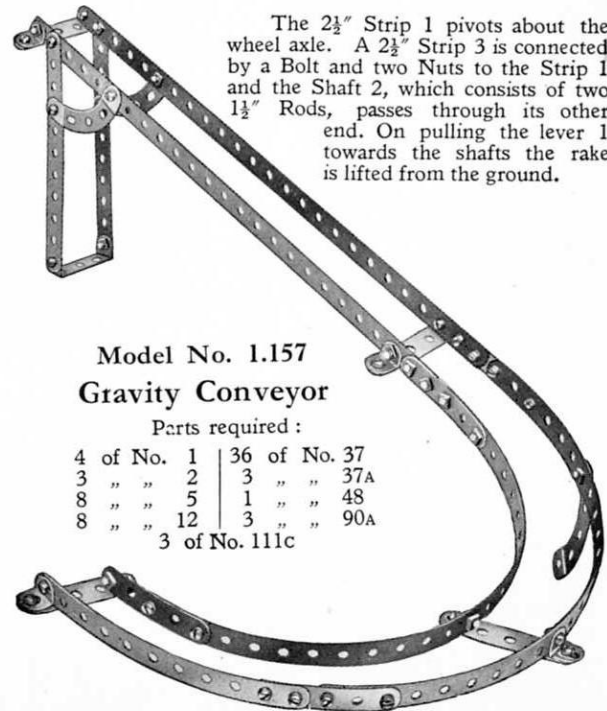 The 2½″ Strip 1 pivots about the
wheel axle. A 2½″ Strip 3 is connected
by a Bolt and two Nuts to the Strip 1
and the Shaft 2, which consists of two
1½″ Rods, passes through its other
end. On pulling the lever 1
towards the shafts the rake
is lifted from the ground.
Model No. 1.157
Gravity Conveyor
Parts required :
4 of No. 1 | 36 of No. 37
3 „ „ 2 | 3 „ „ 37A
8 „ „ 5 | 1 „ „ 48
8 „ „ 12 | 3 „ „ 90A
3 of No. 111c